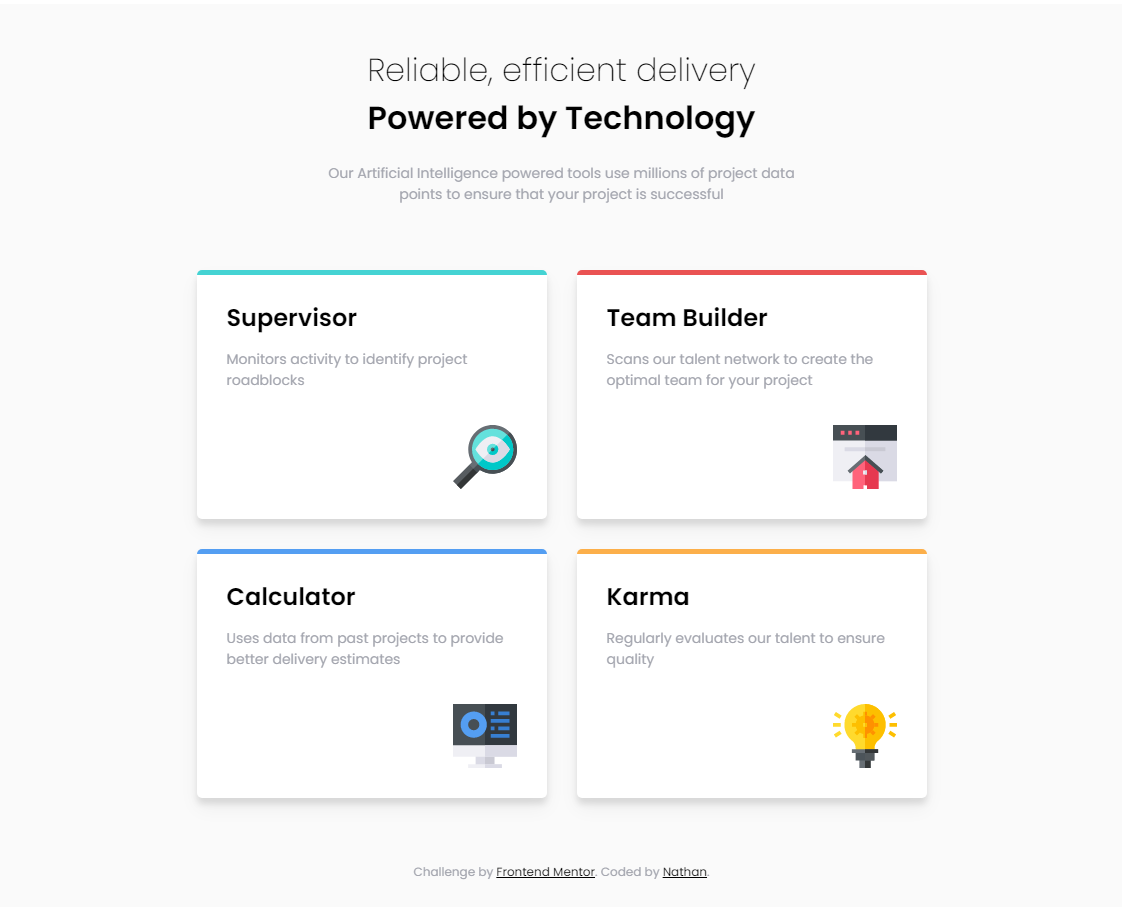 Reliable, efficient delivery
Powered by Technology
Our Artificial Intelligence powered tools use millions of project data
points to ensure that your project is successful
Supervisor
Monitors activity to identify project
roadblocks
Team Builder
Scans our talent network to create the
optimal team for your project
Calculator
Uses data from past projects to provide
better delivery estimates
Karma
Regularly evaluates our talent to ensure
quality
Challenge by Frontend Mentor. Coded by Nathan.